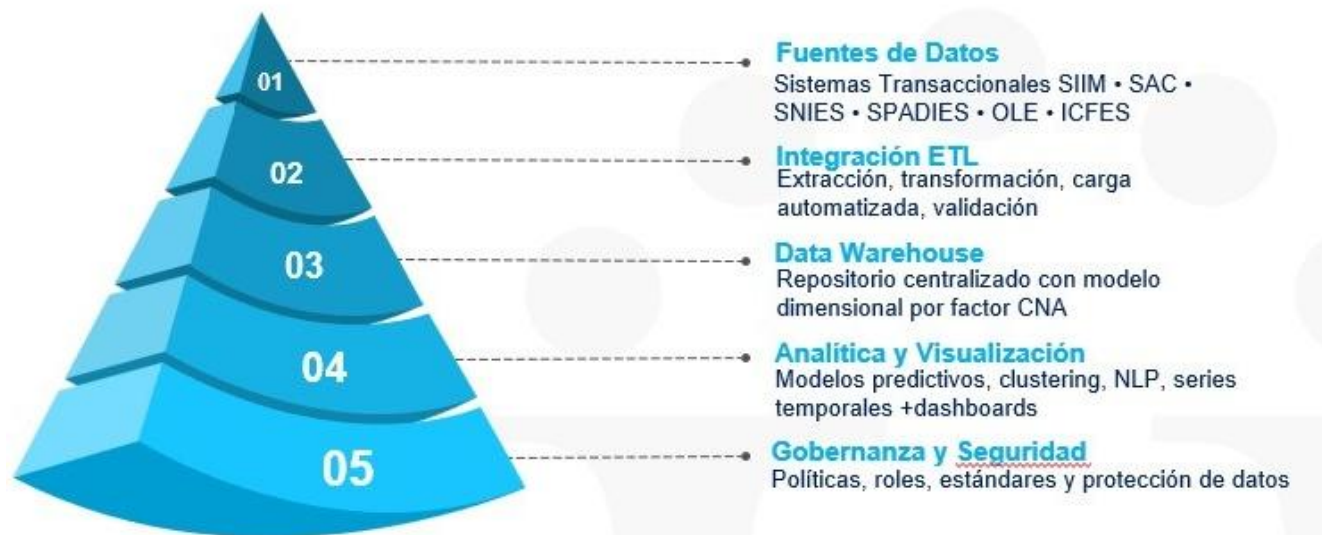 01
Fuentes de Datos
Sistemas Transaccionales SIIM • SAC •
SNIES • SPADIES • OLE • ICFES
02
Integración ETL
Extracción, transformación, carga
automatizada, validación
03
Data Warehouse
Repositorio centralizado con modelo
dimensional por factor CNA
04
Analítica y Visualización
Modelos predictivos, clustering, NLP, series
temporales +dashboards
05
Gobernanza y Seguridad
Políticas, roles, estándares y protección de datos